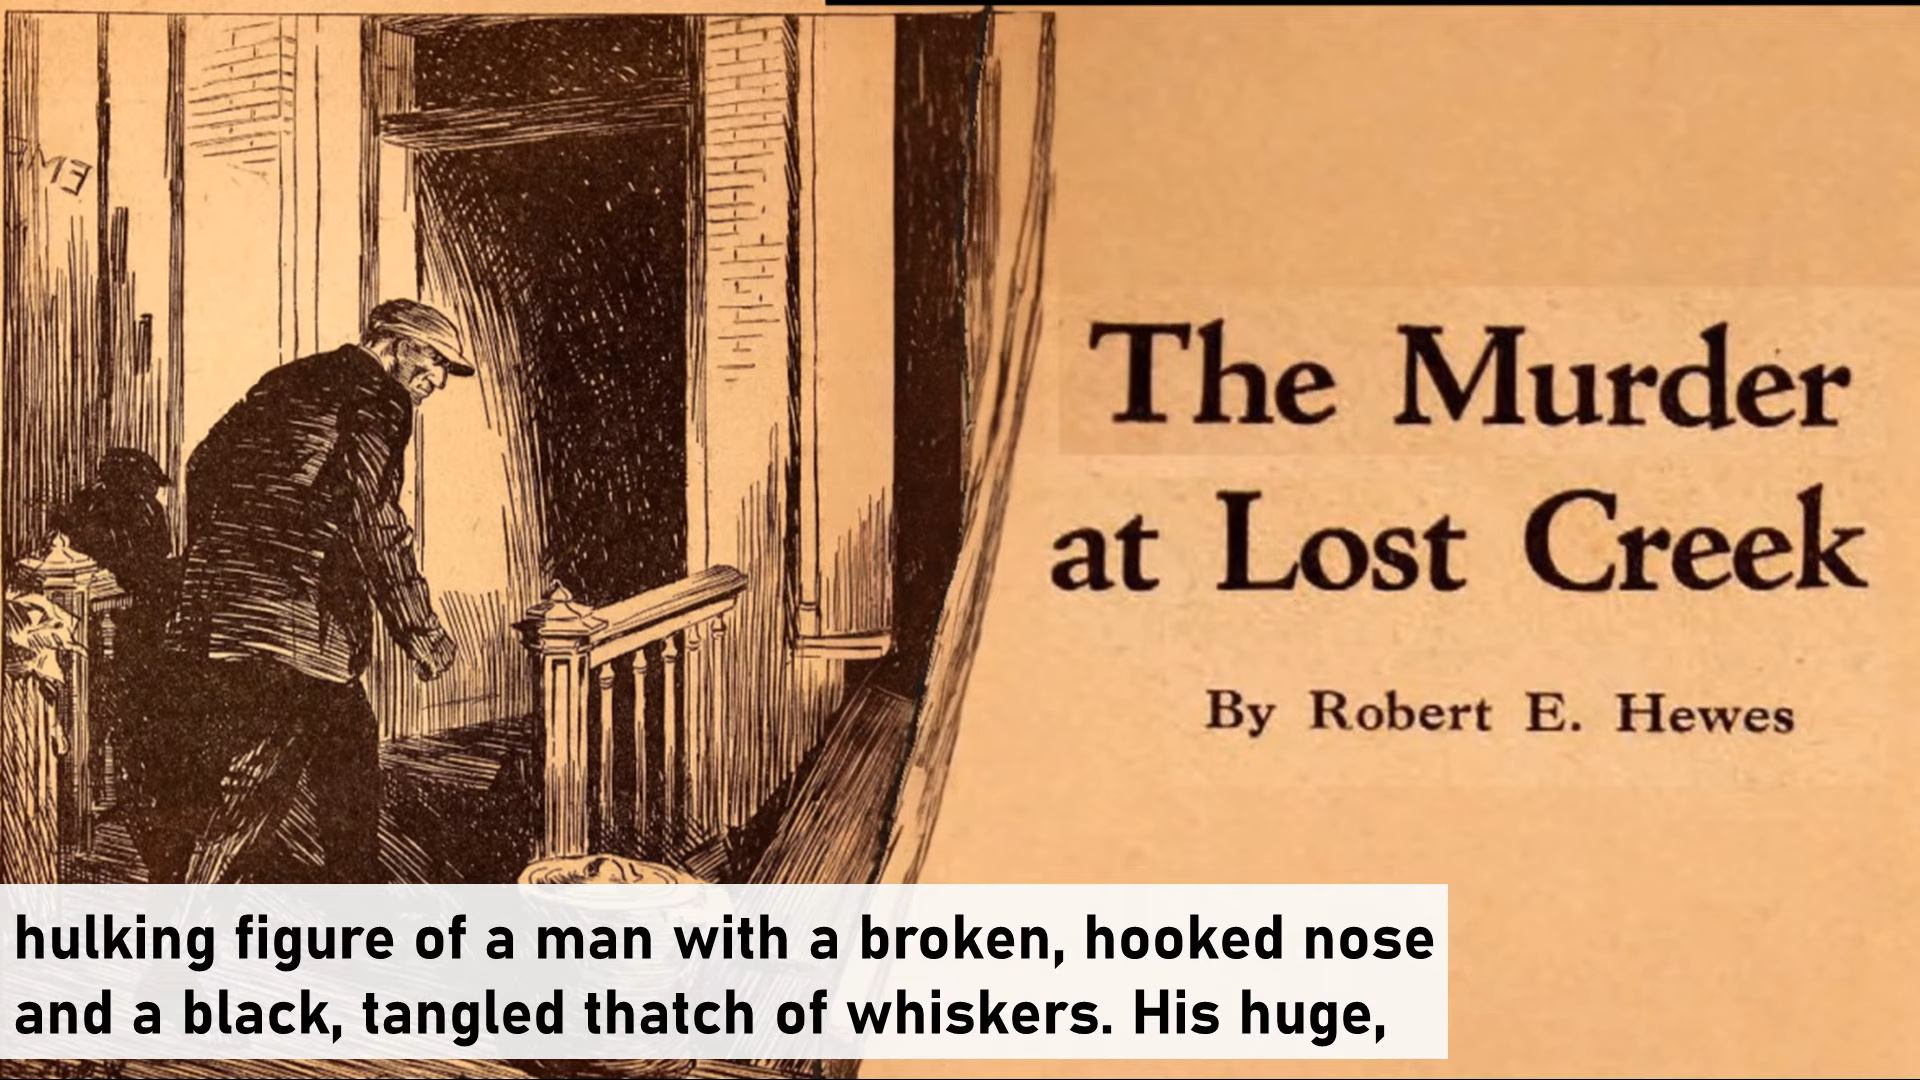 The Murder
at Lost Creek
By Robert E. Hewes
hulking figure of a man with a broken, hooked nose
and a black, tangled thatch of whiskers. His huge,